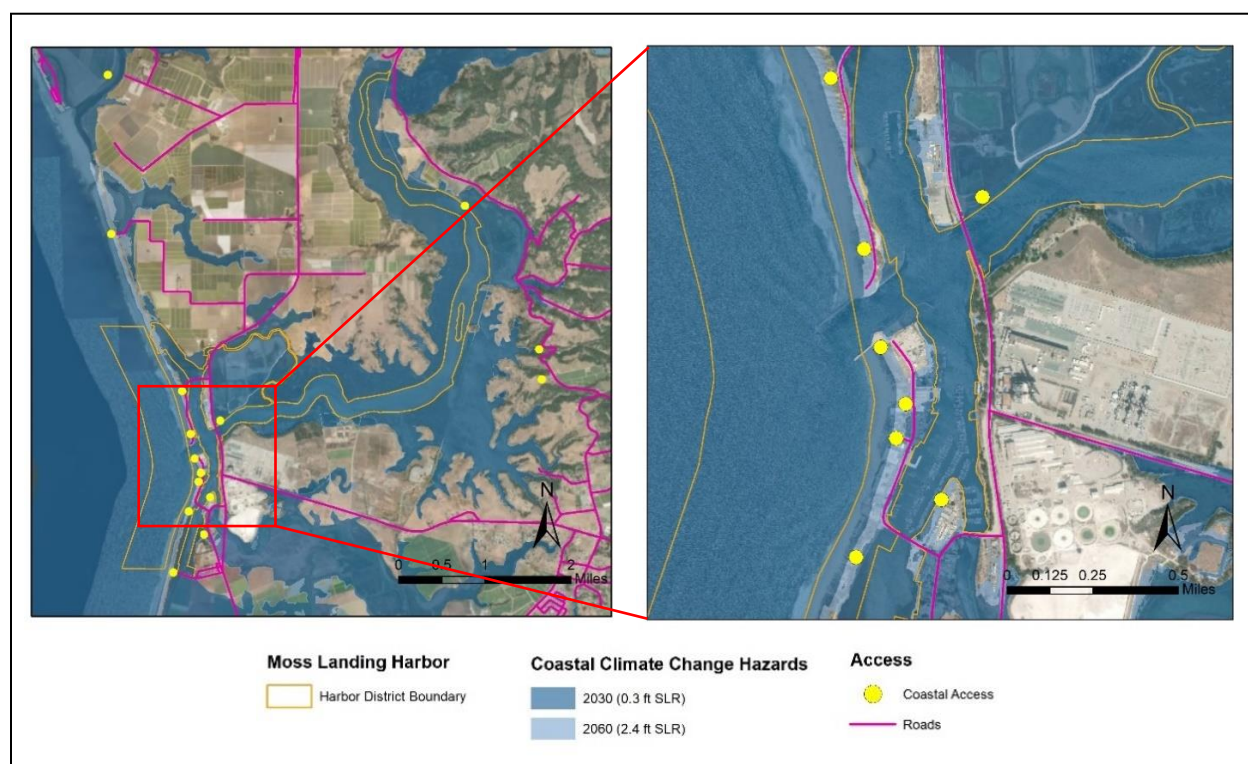 N
0 0.5 1 2
Miles
N
0 0.125 0.25 0.5
Miles
Moss Landing Harbor
Harbor District Boundary
Coastal Climate Change Hazards
2030 (0.3 ft SLR)
2060 (2.4 ft SLR)
Access
Coastal Access
Roads